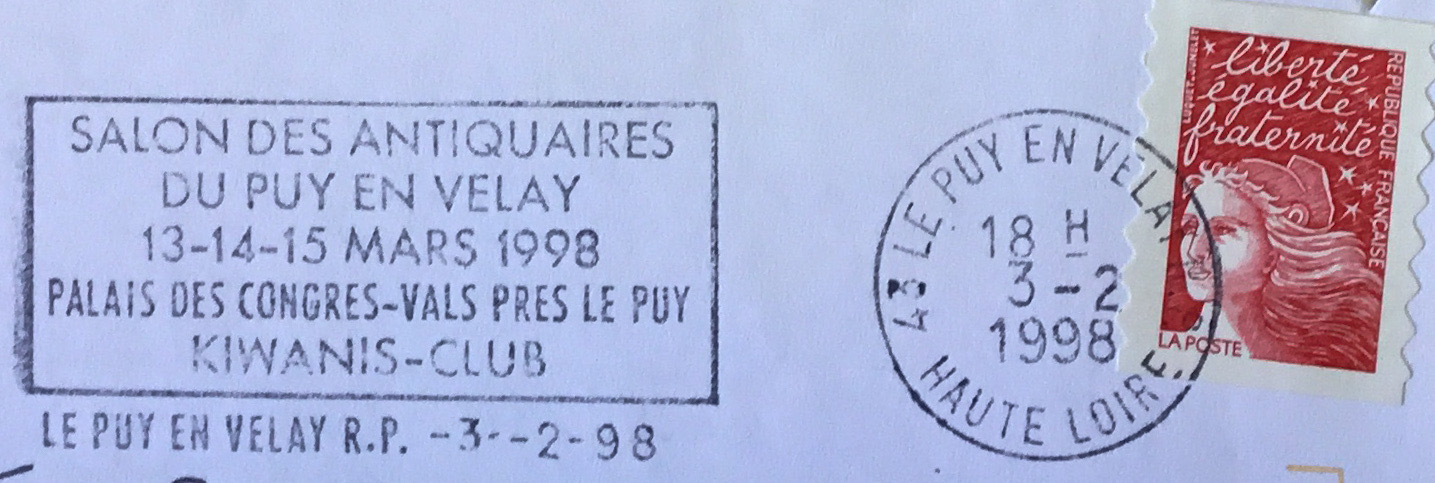 SALON DES ANTIQUAIRES
DU PUY EN VELAY
13-14-15 MARS 1998
PALAIS DES CONGRES-VALS PRES LE PUY
KIWANIS-CLUB
LE PUY EN VELAY R.P. -3--2-98
43 LE PUY EN VELAY
18 H
3-2
1998
HAUTE LOIRE
liberté
égalité
fraternité
REPUBLIQUE FRANÇAISE
LUQUET.JUMELET
LA POSTE